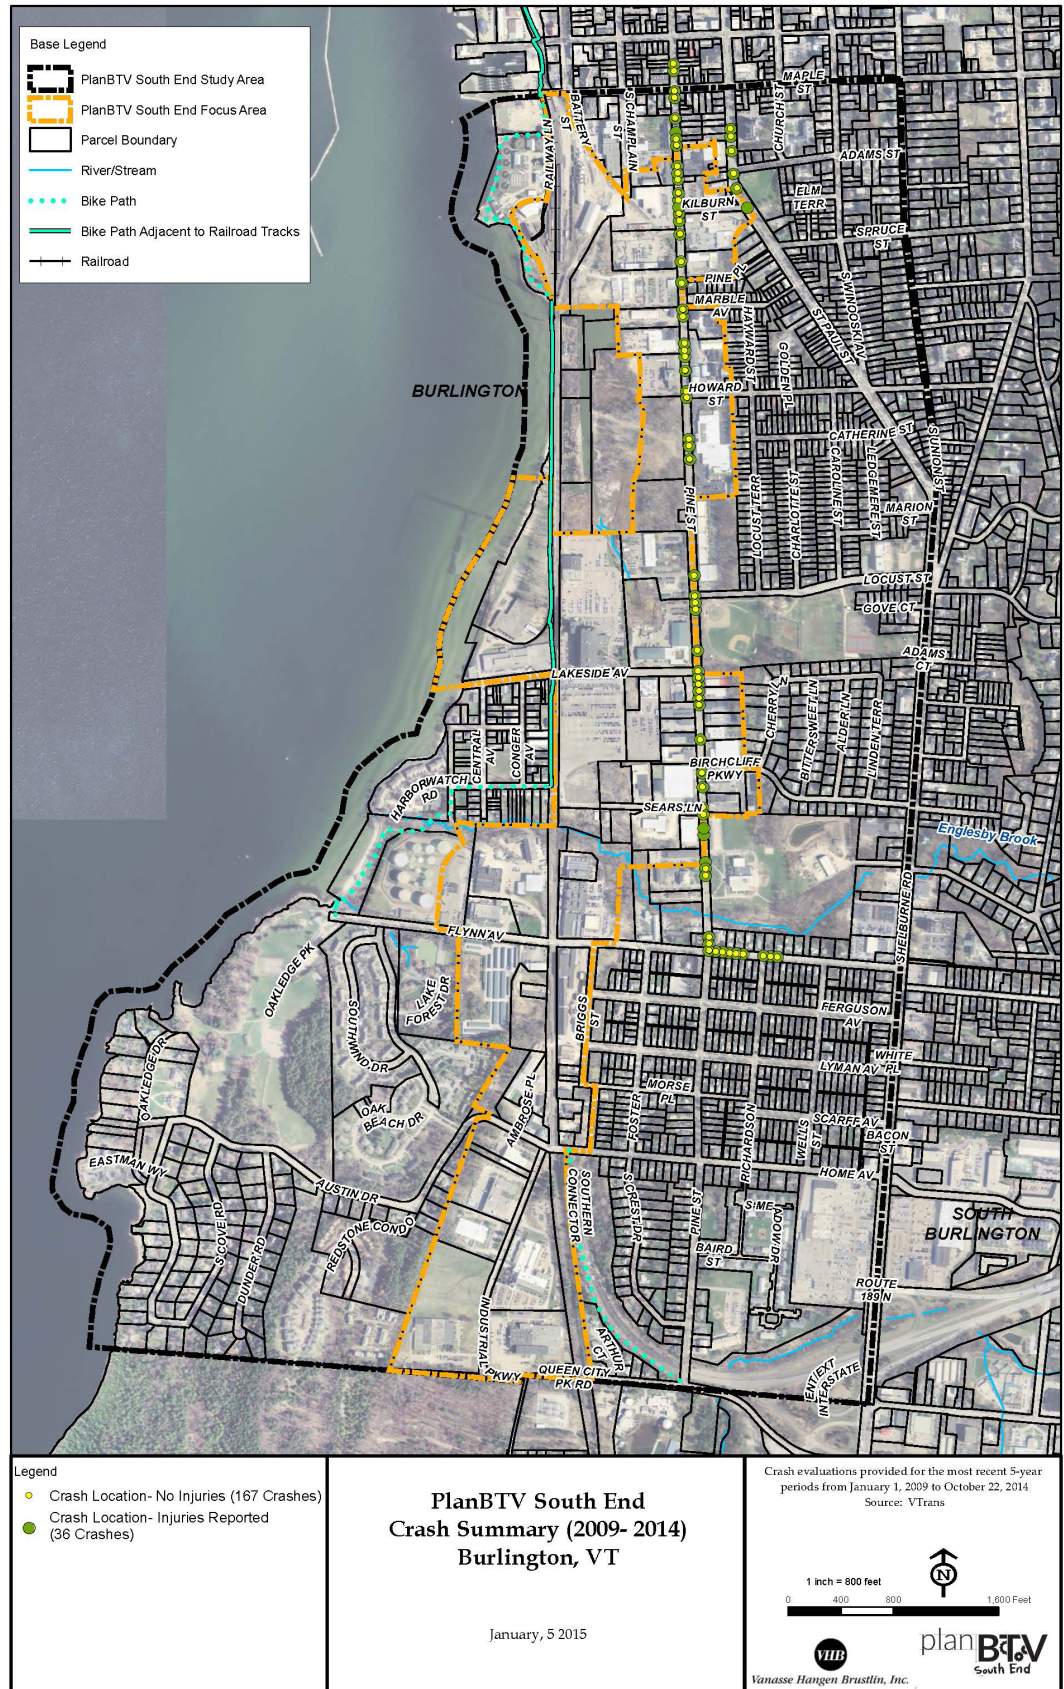 Base Legend
PlanBTV South End Study Area
PlanBTV South End Focus Area
Parcel Boundary
River/Stream
Bike Path
Bike Path Adjacent to Railroad Tracks
Railroad
MAPLE
ST
BATTERY
ST
S CHAMPLAIN
ST
CHURCH ST
RAILWAY LN
ADAMS ST
ELM
TERR
KILBURN
ST
SPRUCE
ST
PINE PL
MARBLE
AV
HAYWARD ST
S WINOOSKI AV
ST PAUL ST
GOLDEN PL
BURLINGTON
HOWARD
ST
CATHERINE ST
S UNION ST
LEDGEMERE ST
CAROLINE ST
CHARLOTTE ST
LOCUST TERR
MARION
ST
PINE ST
LOCUST ST
GOVE CT
ADAMS
CT
LAKESIDE AV
CHERRY LN
BITTERSWEET LN
ALDER LN
LINDEN TERR
CENTRAL
AV
CONGER
AV
BIRCHCLIFF
PKWY
HARBORWATCH
RD
SEARS LN
Englesby Brook
SHELBURNE RD
FLYNN AV
OAKLEDGE PK
LAKE
FOREST DR
SOUTHWIND DR
BRIGGS
ST
FERGUSON
AV
WHITE
PL
LYMAN AV
OAKLEDGE DR
OAK
BEACH DR
AMBROSE PL
MORSE
PL
FOSTER
RICHARDSON
WELLS
ST
SCARFF AV
BACON
ST
EASTMAN WY
AUSTIN DR
HOME AV
SOUTHERN
CONNECTOR
S CREST DR
PINE ST
S COVE RD
DUNDER RD
REDSTONE CONDO
S ME
ADOW DR
BAIRD
ST
SOUTH
BURLINGTON
ROUTE
189 N
INDUSTRIAL PKWY
ARTHUR
CT
QUEEN CITY
PK RD
ENT/EXT
INTERSTATE
Legend
Crash Location- No Injuries (167 Crashes)
Crash Location- Injuries Reported
(36 Crashes)
PlanBTV South End
Crash Summary (2009- 2014)
Burlington, VT
January, 5 2015
Crash evaluations provided for the most recent 5-year
periods from January 1, 2009 to October 22, 2014
Source: VTrans
N
1 inch = 800 feet
0 400 800 1,600 Feet
VHB
Vanasse Hangen Brustlin, Inc.
plan BTV
South End